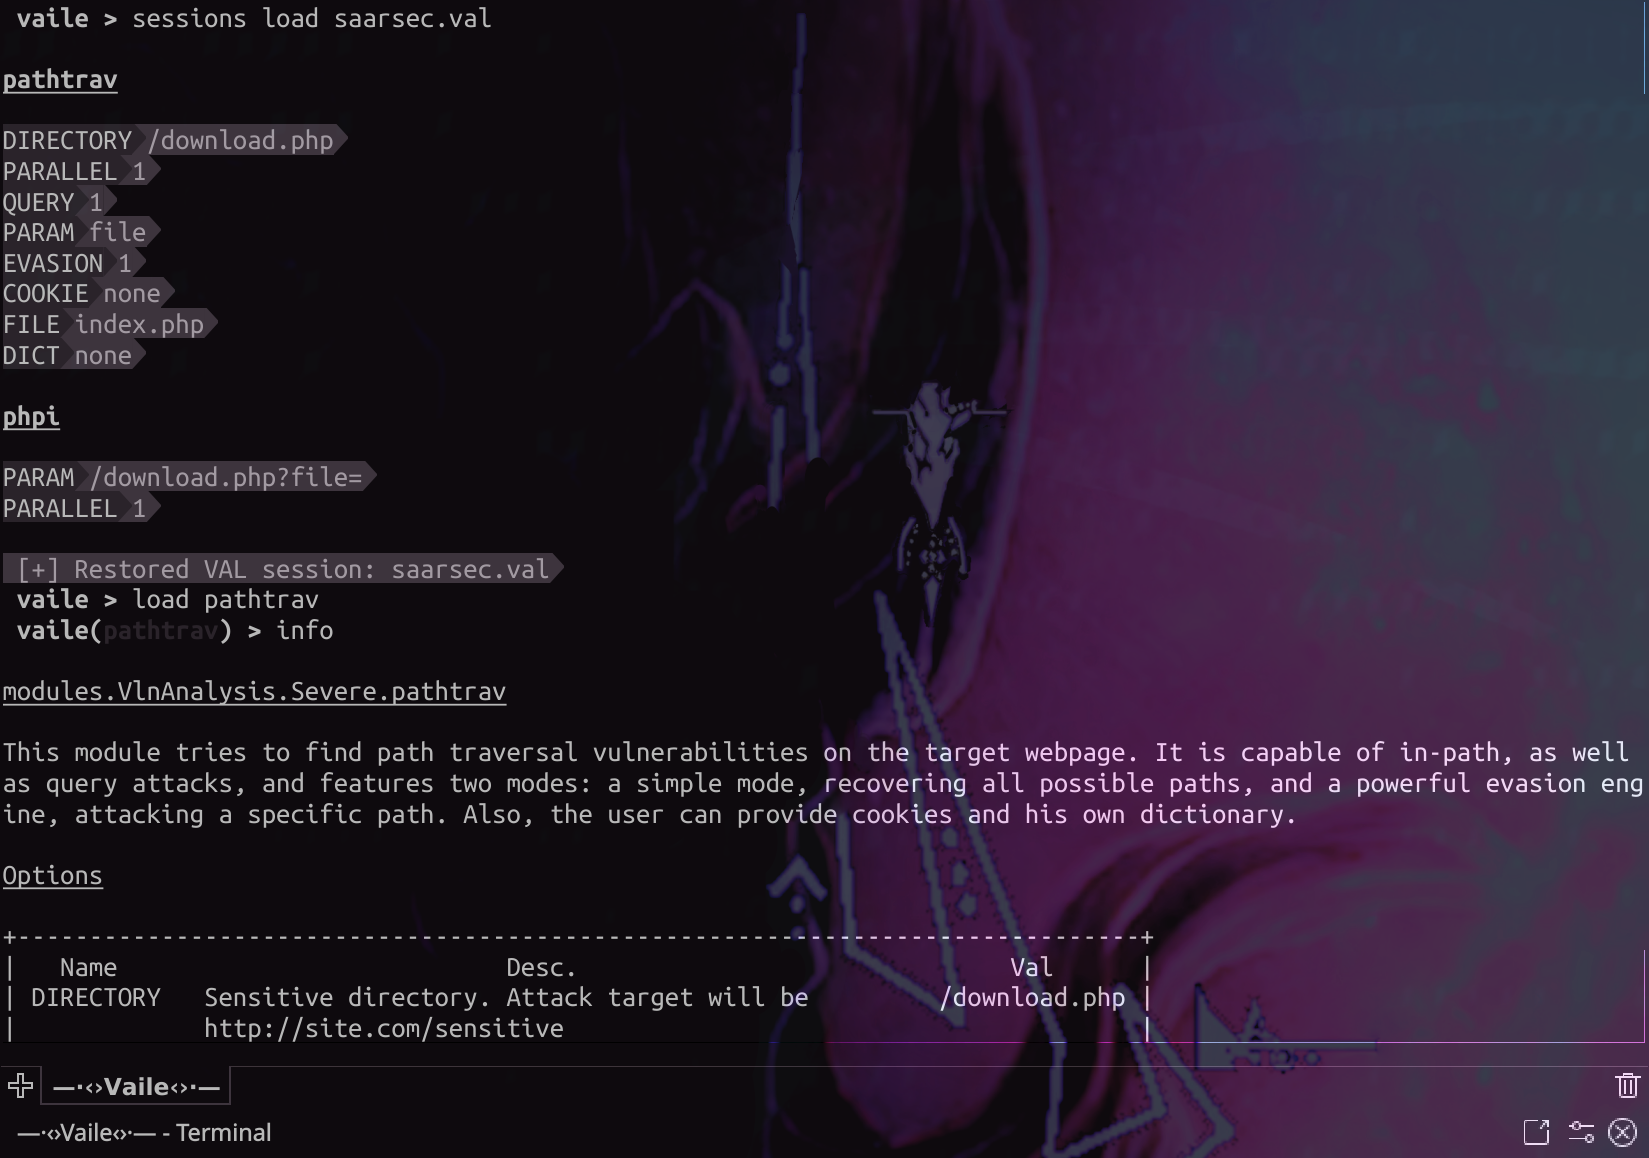 vaile > sessions load saarsec.val
pathtrav
DIRECTORY /download.php
PARALLEL 1
QUERY 1
PARAM file
EVASION 1
COOKIE none
FILE index.php
DICT none
phpi
PARAM /download.php?file=
PARALLEL 1
[+] Restored VAL session: saarsec.val
vaile > load pathtrav
vaile(pathtrav) > info
modules.VlnAnalysis.Severe.pathtrav
This module tries to find path traversal vulnerabilities on the target webpage. It is capable of in-path, as well
as query attacks, and features two modes: a simple mode, recovering all possible paths, and a powerful evasion eng
ine, attacking a specific path. Also, the user can provide cookies and his own dictionary.
Options
+-------------------------------------------------------------------------------+
| Name Desc. Val |
| DIRECTORY Sensitive directory. Attack target will be /download.php |
| http://site.com/sensitive |
—·‹›Vaile‹›·—
—·‹›Vaile‹›·— - Terminal